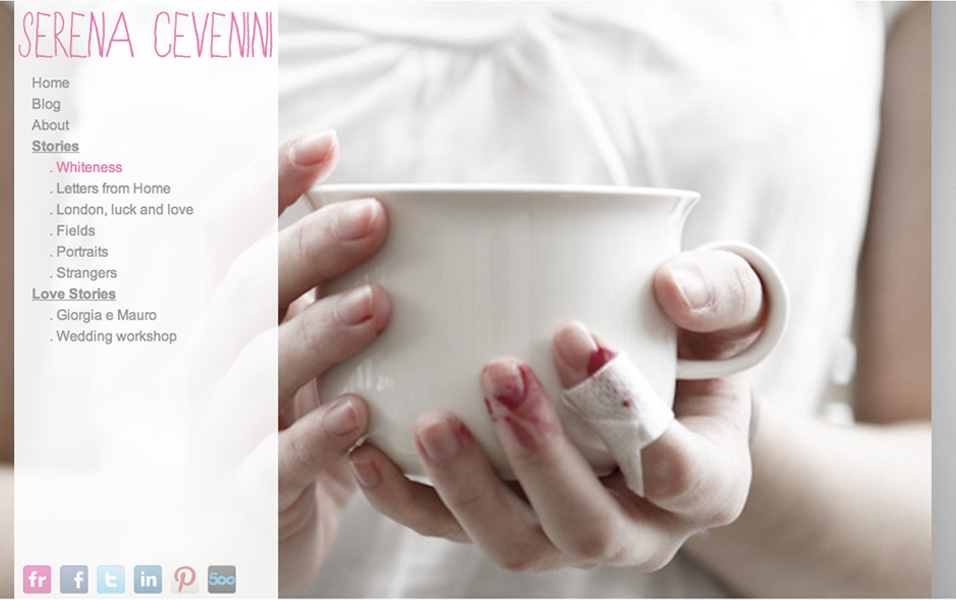 SERENA CEVENINI
Home
Blog
About
Stories
. Whiteness
. Letters from Home
. London, luck and love
. Fields
. Portraits
. Strangers
Love Stories
. Giorgia e Mauro
. Wedding workshop
fr f t in P 500